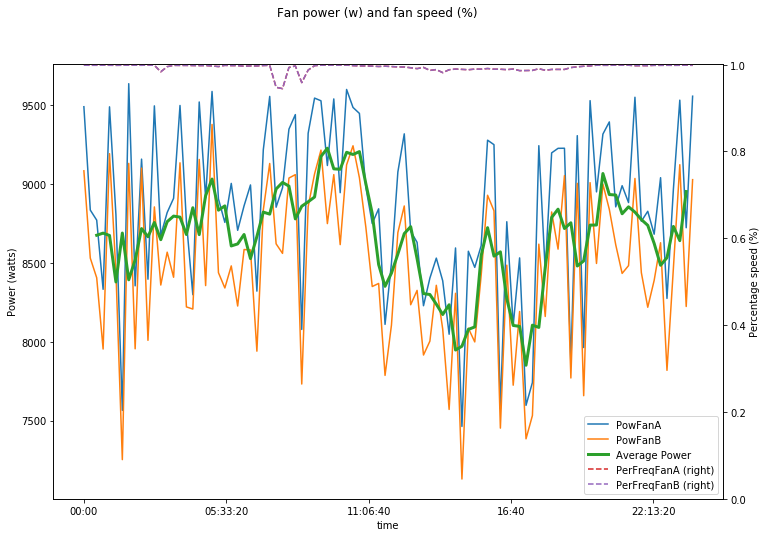 Fan power (w) and fan speed (%)
9500
9000
8500
8000
7500
Power (watts)
1.0
0.8
0.6
0.4
0.2
0.0
Percentage speed (%)
PowFanA
PowFanB
Average Power
PerFreqFanA (right)
PerFreqFanB (right)
00:00
05:33:20
11:06:40
16:40
22:13:20
time